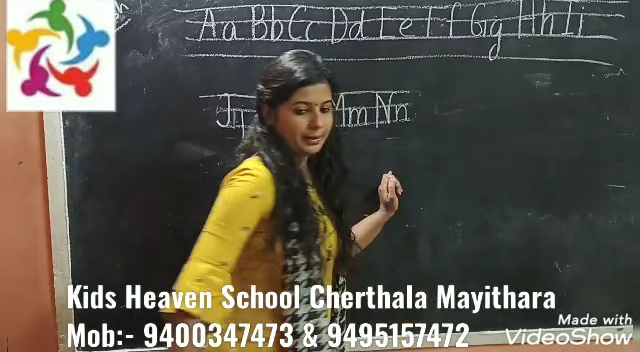 Aa Bb Cc Dd Ee Ff Gg Hh Ii
Jj Mm Nn
Kids Heaven School Cherthala Mayithara
Mob:- 9400347473 & 9495157472
Made with
VideoShow